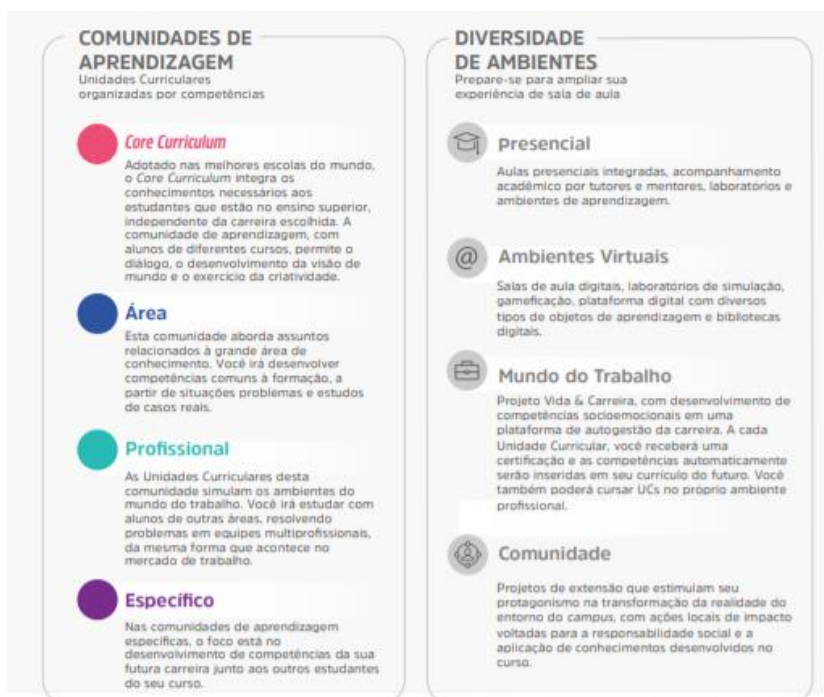 COMUNIDADES DE
APRENDIZAGEM
Unidades Curriculares
organizadas por competências
Core Curriculum
Adotado nas melhores escolas do mundo,
o Core Curriculum integra os
conhecimentos necessários aos
estudantes que estão no ensino superior,
independente da carreira escolhida. A
comunidade de aprendizagem, com
alunos de diferentes cursos, permite o
diálogo, o desenvolvimento da visão de
mundo e o exercício da criatividade.
Área
Esta comunidade aborda assuntos
relacionados à grande área de
conhecimento. Você irá desenvolver
competências comuns à formação, a
partir de situações problemas e estudos
de casos reais.
Profissional
As Unidades Curriculares desta
comunidade simulam os ambientes do
mundo do trabalho. Você irá estudar com
alunos de outras áreas, resolvendo
problemas em equipes multiprofissionais,
da mesma forma que acontece no
mercado de trabalho.
Específico
Nas comunidades de aprendizagem
específicas, o foco está no
desenvolvimento de competências da sua
futura carreira junto aos outros estudantes
do seu curso.
DIVERSIDADE
DE AMBIENTES
Prepare-se para ampliar sua
experiência de sala de aula
Presencial
Aulas presenciais integradas, acompanhamento
acadêmico por tutores e mentores, laboratórios e
ambientes de aprendizagem.
@
Ambientes Virtuais
Salas de aula digitais, laboratórios de simulação,
gameficação, plataforma digital com diversos
tipos de objetos de aprendizagem e bibliotecas
digitais.
Mundo do Trabalho
Projeto Vida & Carreira, com desenvolvimento de
competências socioemocionais em uma
plataforma de autogestão da carreira. A cada
Unidade Curricular, você receberá uma
certificação e as competências automaticamente
serão inseridas em seu currículo do futuro. Você
também poderá cursar UCs no próprio ambiente
profissional.
Comunidade
Projetos de extensão que estimulam seu
protagonismo na transformação da realidade do
entorno do campus, com ações locais de impacto
voltadas para a responsabilidade social e a
aplicação de conhecimentos desenvolvidos no
curso.